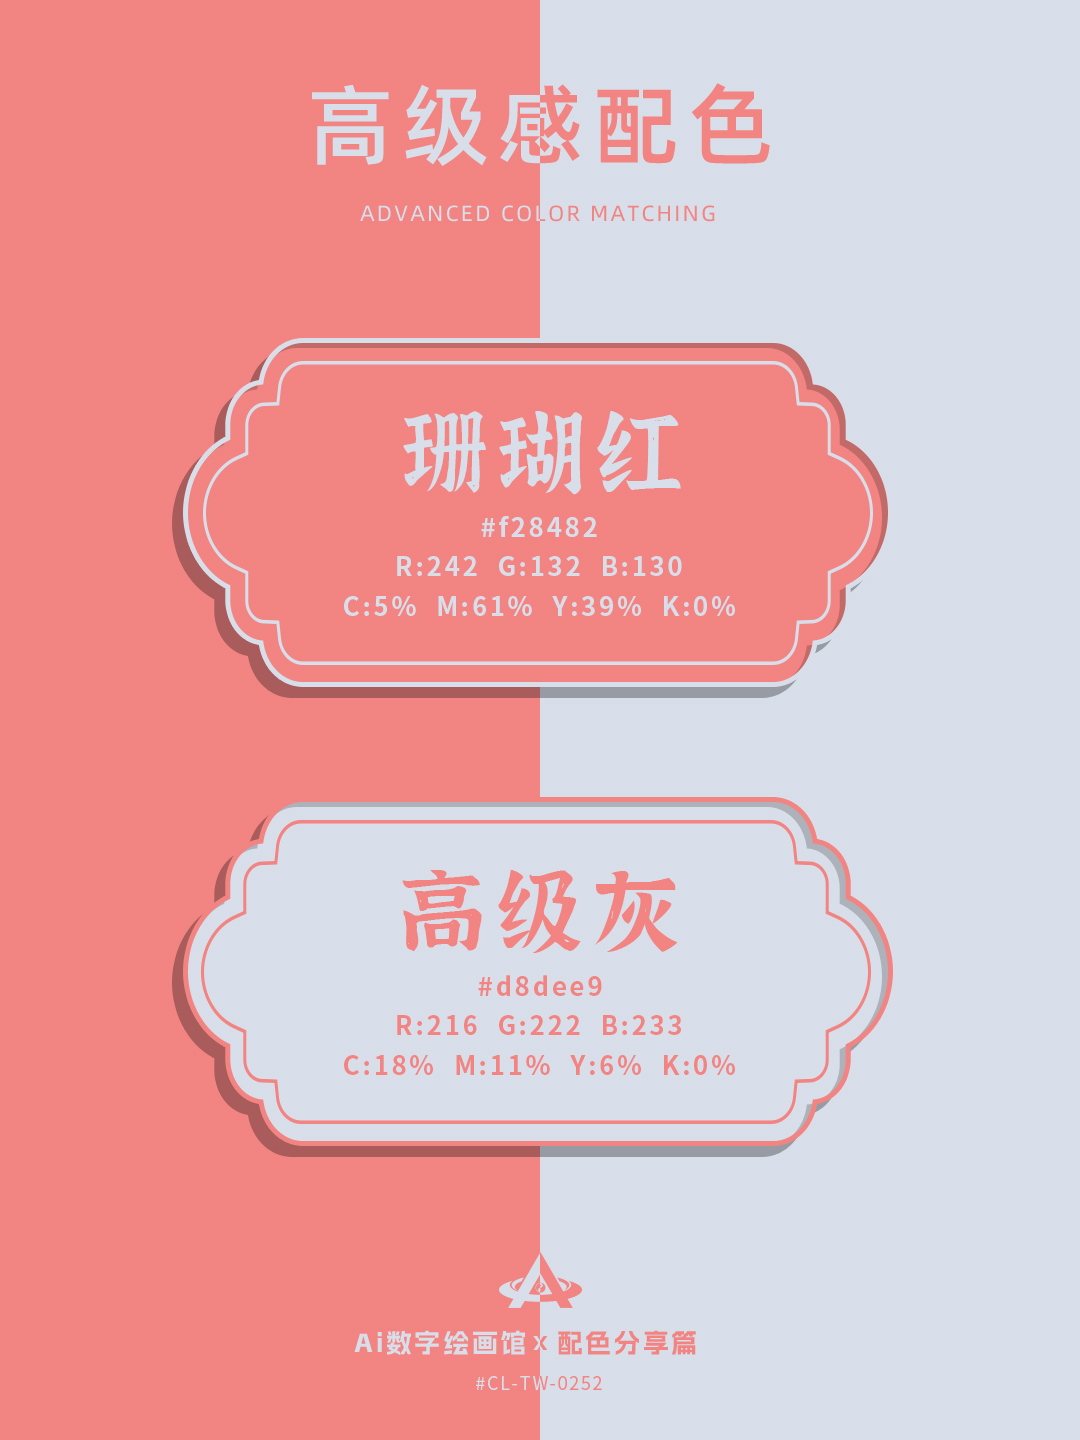 高级感配色
ADVANCED COLOR MATCHING
珊瑚红
#f28482
R:242 G:132 B:130
C:5% M:61% Y:39% K:0%
高级灰
#d8dee9
R:216 G:222 B:233
C:18% M:11% Y:6% K:0%
Ai数字绘画馆 x 配色分享篇
#CL-TW-0252